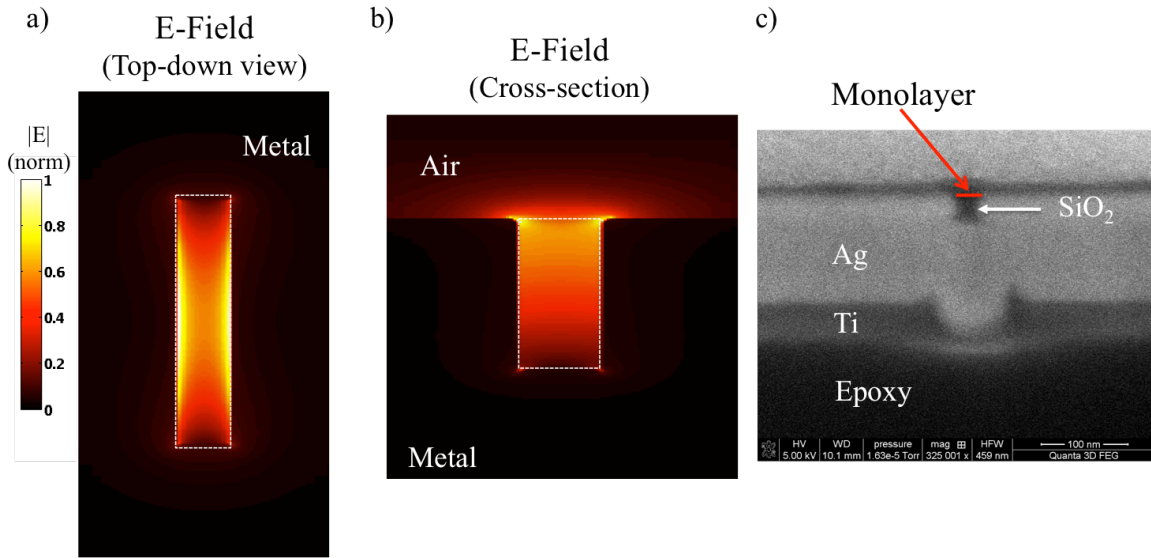 a)
E-Field
(Top-down view)
|E|
(norm)
1
0.8
0.6
0.4
0.2
0
Metal
b)
E-Field
(Cross-section)
Air
Metal
c)
Monolayer
SiO₂
Ag
Ti
Epoxy
HV WD pressure mag ⊞ HFW 100 nm
5.00 kV 10.1 mm 1.63e-5 Torr 325 001 x 459 nm Quanta 3D FEG